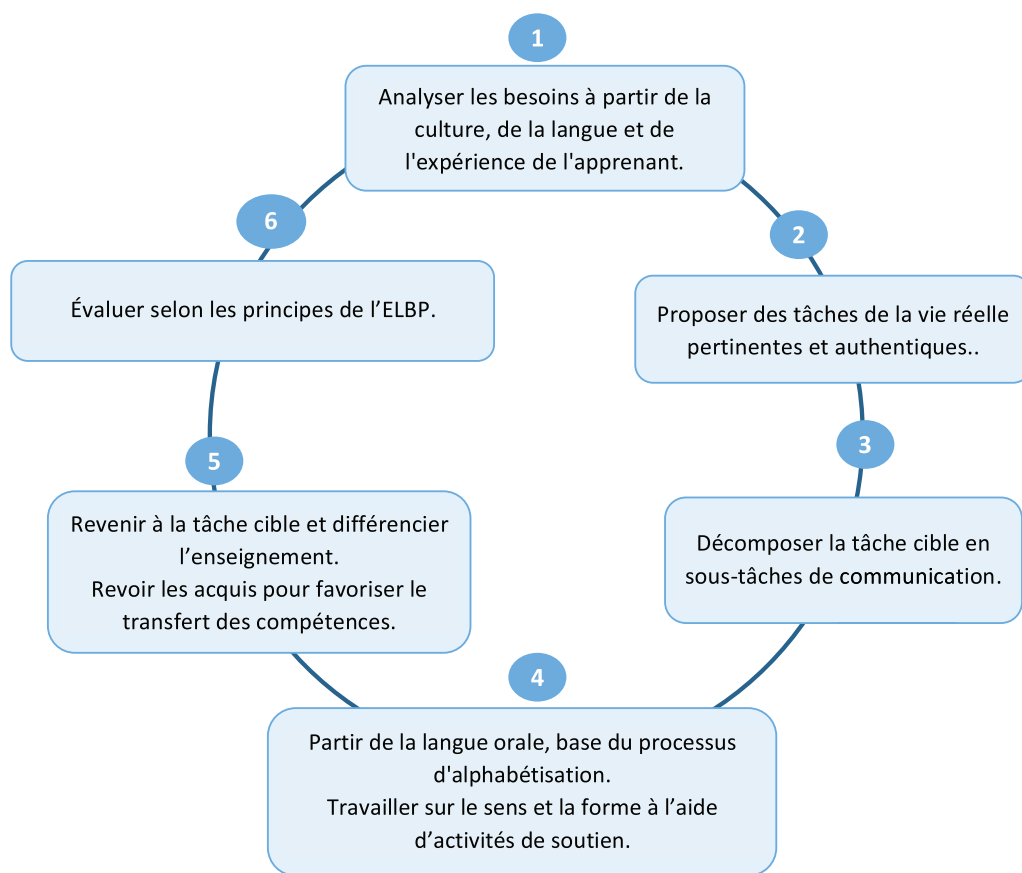 1
Analyser les besoins à partir de la
culture, de la langue et de
l'expérience de l'apprenant.
2
Proposer des tâches de la vie réelle
pertinentes et authentiques..
3
Décomposer la tâche cible en
sous-tâches de communication.
4
Partir de la langue orale, base du processus
d'alphabétisation.
Travailler sur le sens et la forme à l’aide
d’activités de soutien.
5
Revenir à la tâche cible et différencier
l’enseignement.
Revoir les acquis pour favoriser le
transfert des compétences.
6
Évaluer selon les principes de l’ELBP.